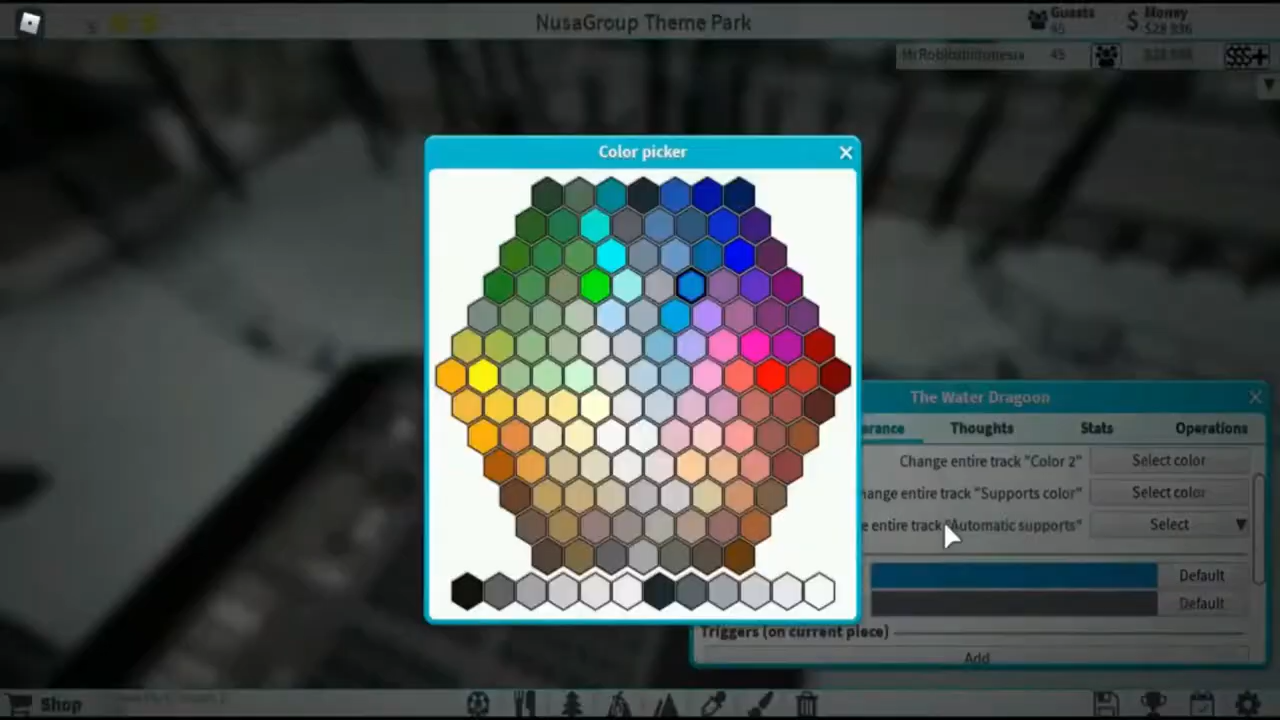 NusaGroup Theme Park
Guests
Money
45
Color picker
The Water Dragoon
Thoughts
Stats
Operations
Change entire track "Color 2"
Select color
entire track "Supports color"
Select color
entire track "Automatic supports"
Select
Default
Default
Triggers (on current piece)
Add
Shop